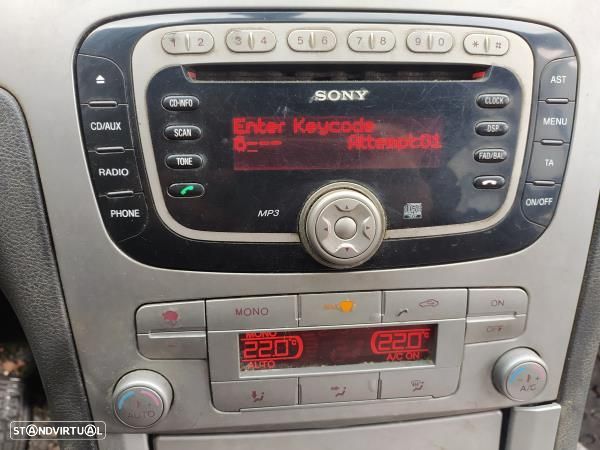 1 2 3 4 5 6 7 8 9 0 * #
SONY
AST
CD-INFO
CLOCK
CD/AUX
SCAN
Enter Keycode
0--- Attempt01
DSP
MENU
RADIO
TONE
FAD/BAL
TA
PHONE
MP3
ON/OFF
MONO
ON
OFF
MONO
22.0°C
22.0°C
AUTO
A/C ON
AUTO
A/C
STANDVIRTUAL